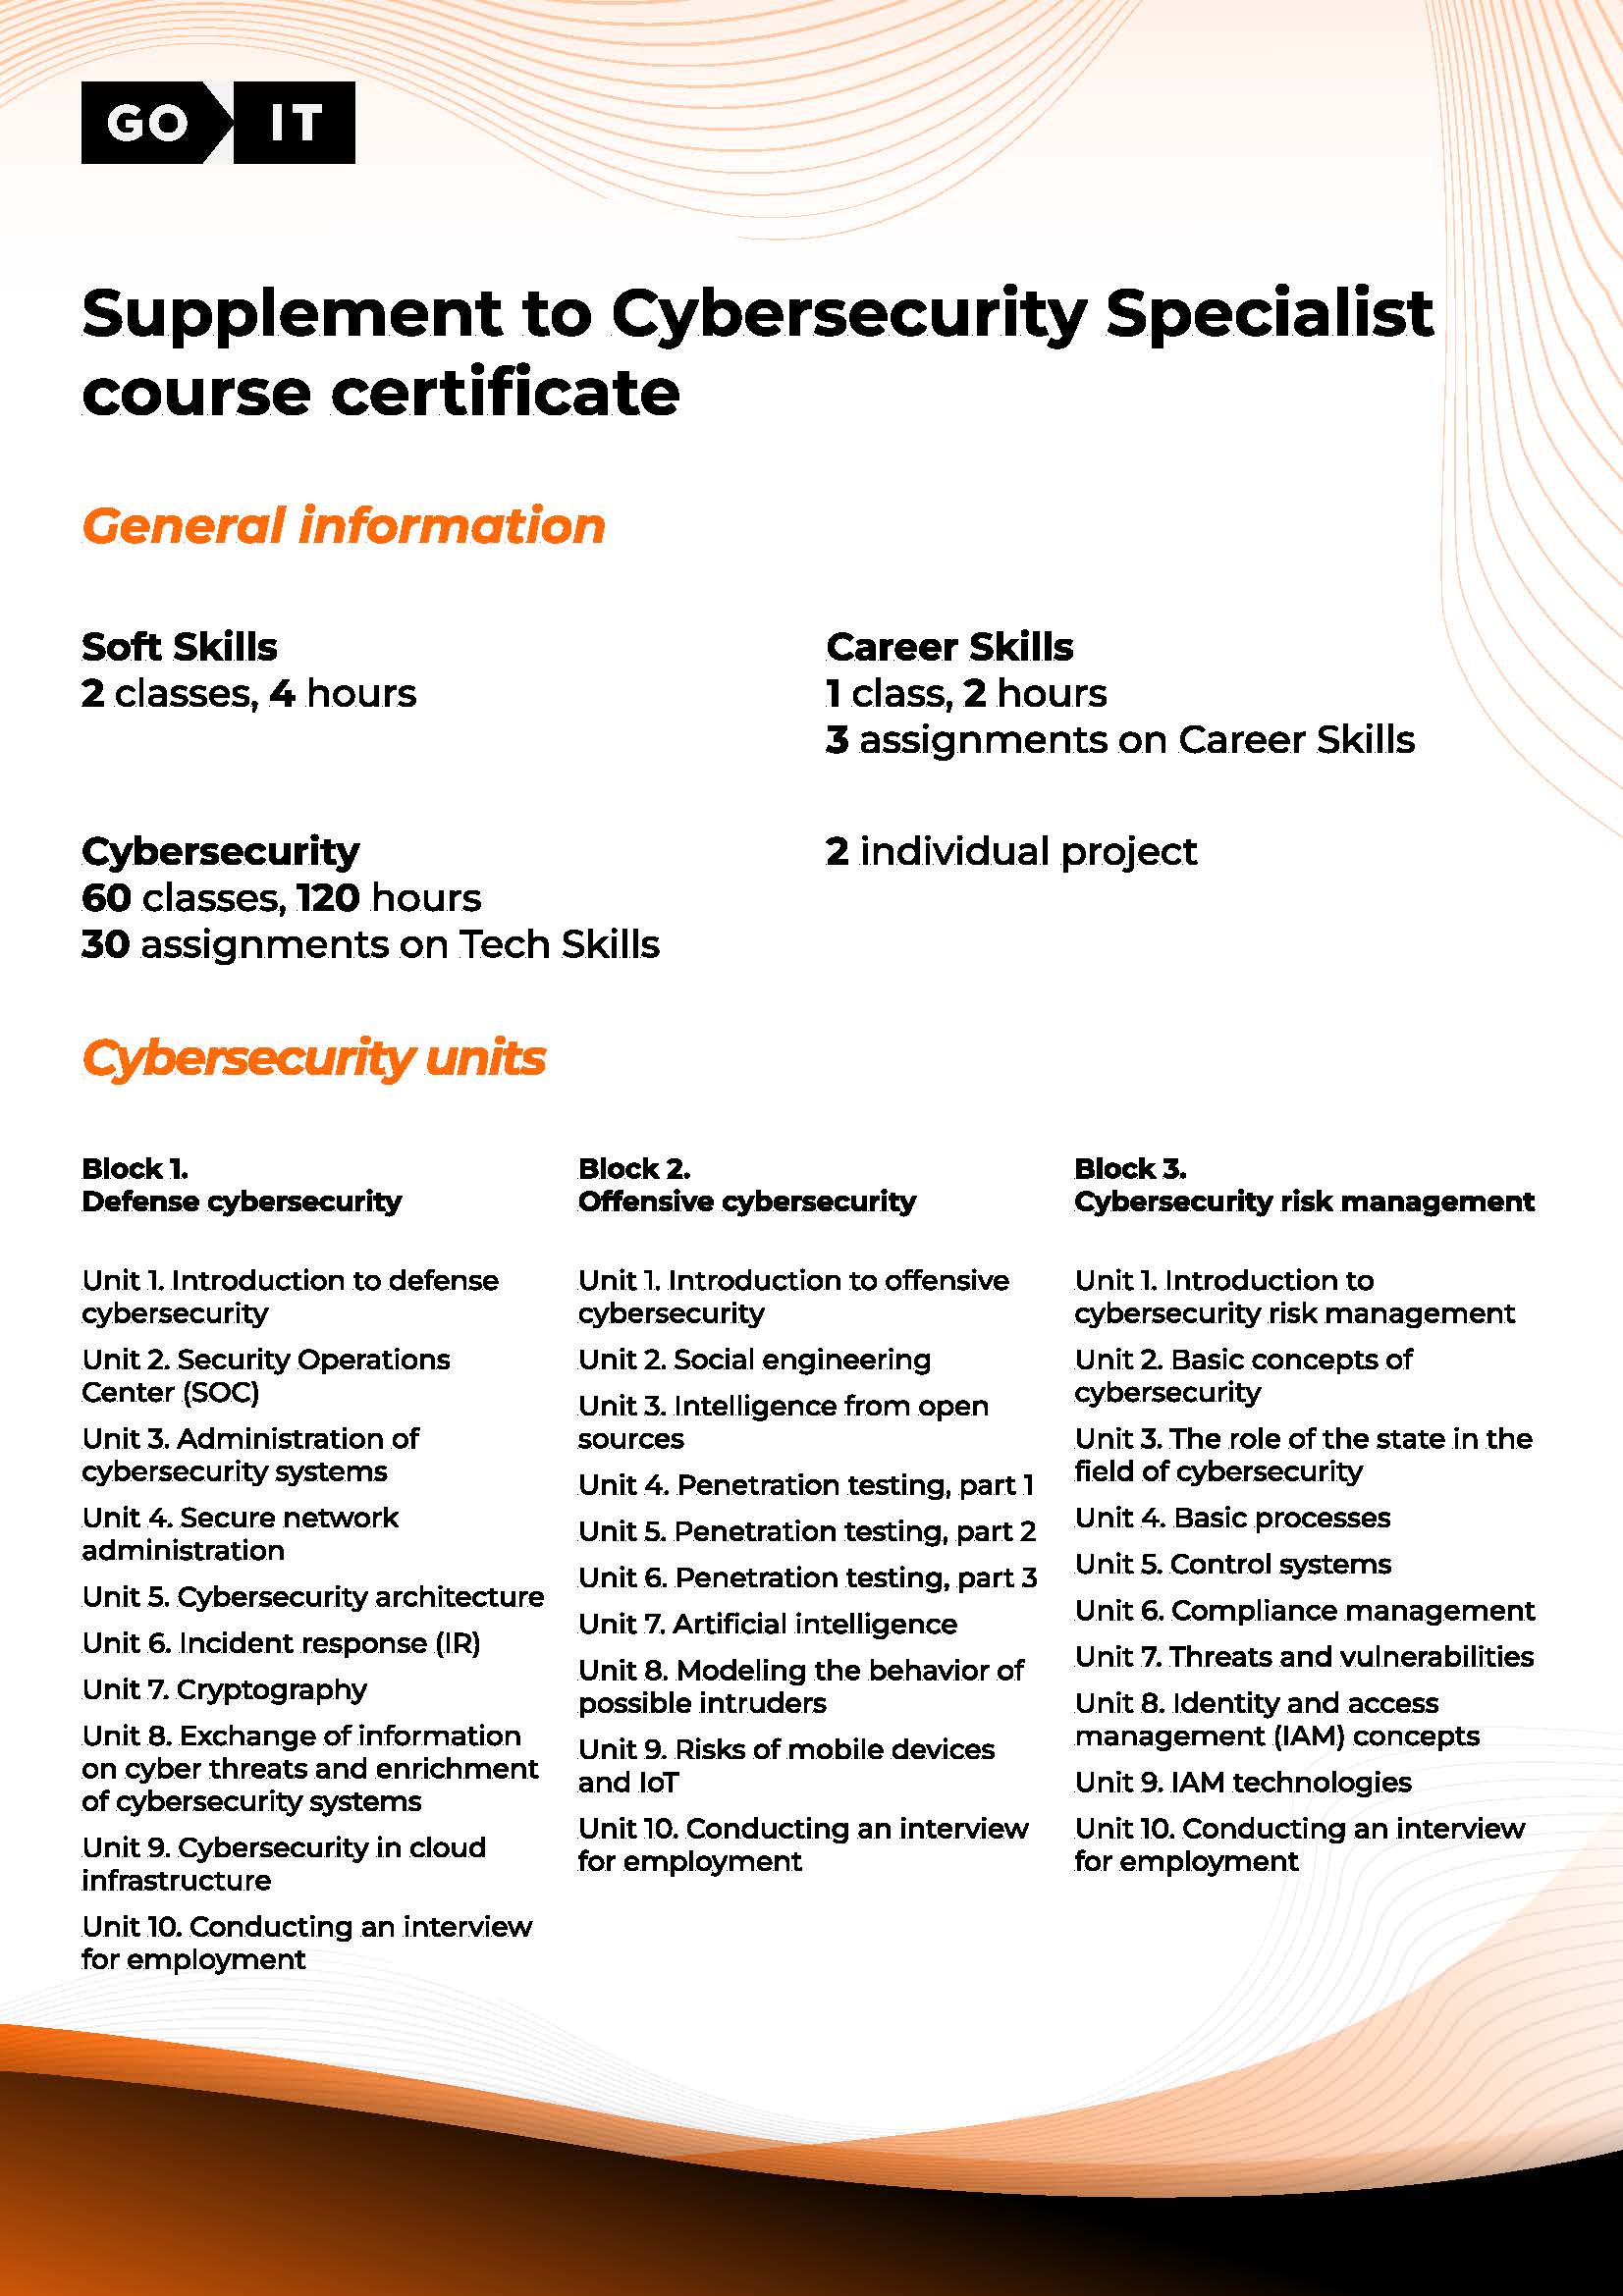 GO IT
Supplement to Cybersecurity Specialist
course certificate
General information
Soft Skills
2 classes, 4 hours
Career Skills
1 class, 2 hours
3 assignments on Career Skills
Cybersecurity
60 classes, 120 hours
30 assignments on Tech Skills
2 individual project
Cybersecurity units
Block 1.
Defense cybersecurity
Unit 1. Introduction to defense
cybersecurity
Unit 2. Security Operations
Center (SOC)
Unit 3. Administration of
cybersecurity systems
Unit 4. Secure network
administration
Unit 5. Cybersecurity architecture
Unit 6. Incident response (IR)
Unit 7. Cryptography
Unit 8. Exchange of information
on cyber threats and enrichment
of cybersecurity systems
Unit 9. Cybersecurity in cloud
infrastructure
Unit 10. Conducting an interview
for employment
Block 2.
Offensive cybersecurity
Unit 1. Introduction to offensive
cybersecurity
Unit 2. Social engineering
Unit 3. Intelligence from open
sources
Unit 4. Penetration testing, part 1
Unit 5. Penetration testing, part 2
Unit 6. Penetration testing, part 3
Unit 7. Artificial intelligence
Unit 8. Modeling the behavior of
possible intruders
Unit 9. Risks of mobile devices
and IoT
Unit 10. Conducting an interview
for employment
Block 3.
Cybersecurity risk management
Unit 1. Introduction to
cybersecurity risk management
Unit 2. Basic concepts of
cybersecurity
Unit 3. The role of the state in the
field of cybersecurity
Unit 4. Basic processes
Unit 5. Control systems
Unit 6. Compliance management
Unit 7. Threats and vulnerabilities
Unit 8. Identity and access
management (IAM) concepts
Unit 9. IAM technologies
Unit 10. Conducting an interview
for employment